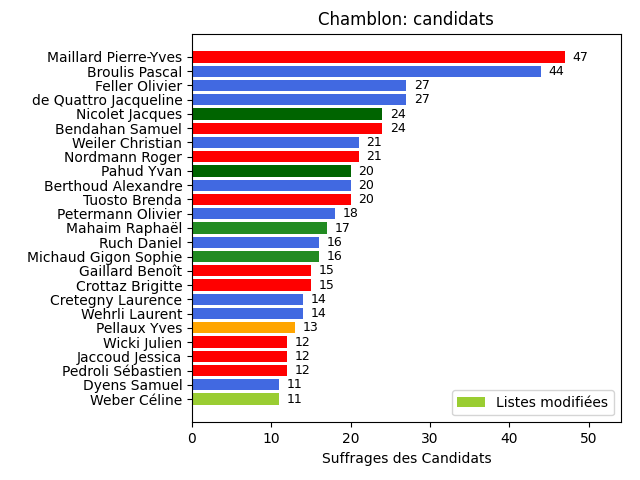 Chamblon: candidats
Maillard Pierre-Yves 47
Broulis Pascal 44
Feller Olivier 27
de Quattro Jacqueline 27
Nicolet Jacques 24
Bendahan Samuel 24
Weiler Christian 21
Nordmann Roger 21
Pahud Yvan 20
Berthoud Alexandre 20
Tuosto Brenda 20
Petermann Olivier 18
Mahaim Raphaël 17
Ruch Daniel 16
Michaud Gigon Sophie 16
Gaillard Benoît 15
Crottaz Brigitte 15
Cretegny Laurence 14
Wehrli Laurent 14
Pellaux Yves 13
Wicki Julien 12
Jaccoud Jessica 12
Pedroli Sébastien 12
Dyens Samuel 11
Weber Céline 11
Listes modifiées
0 10 20 30 40 50
Suffrages des Candidats